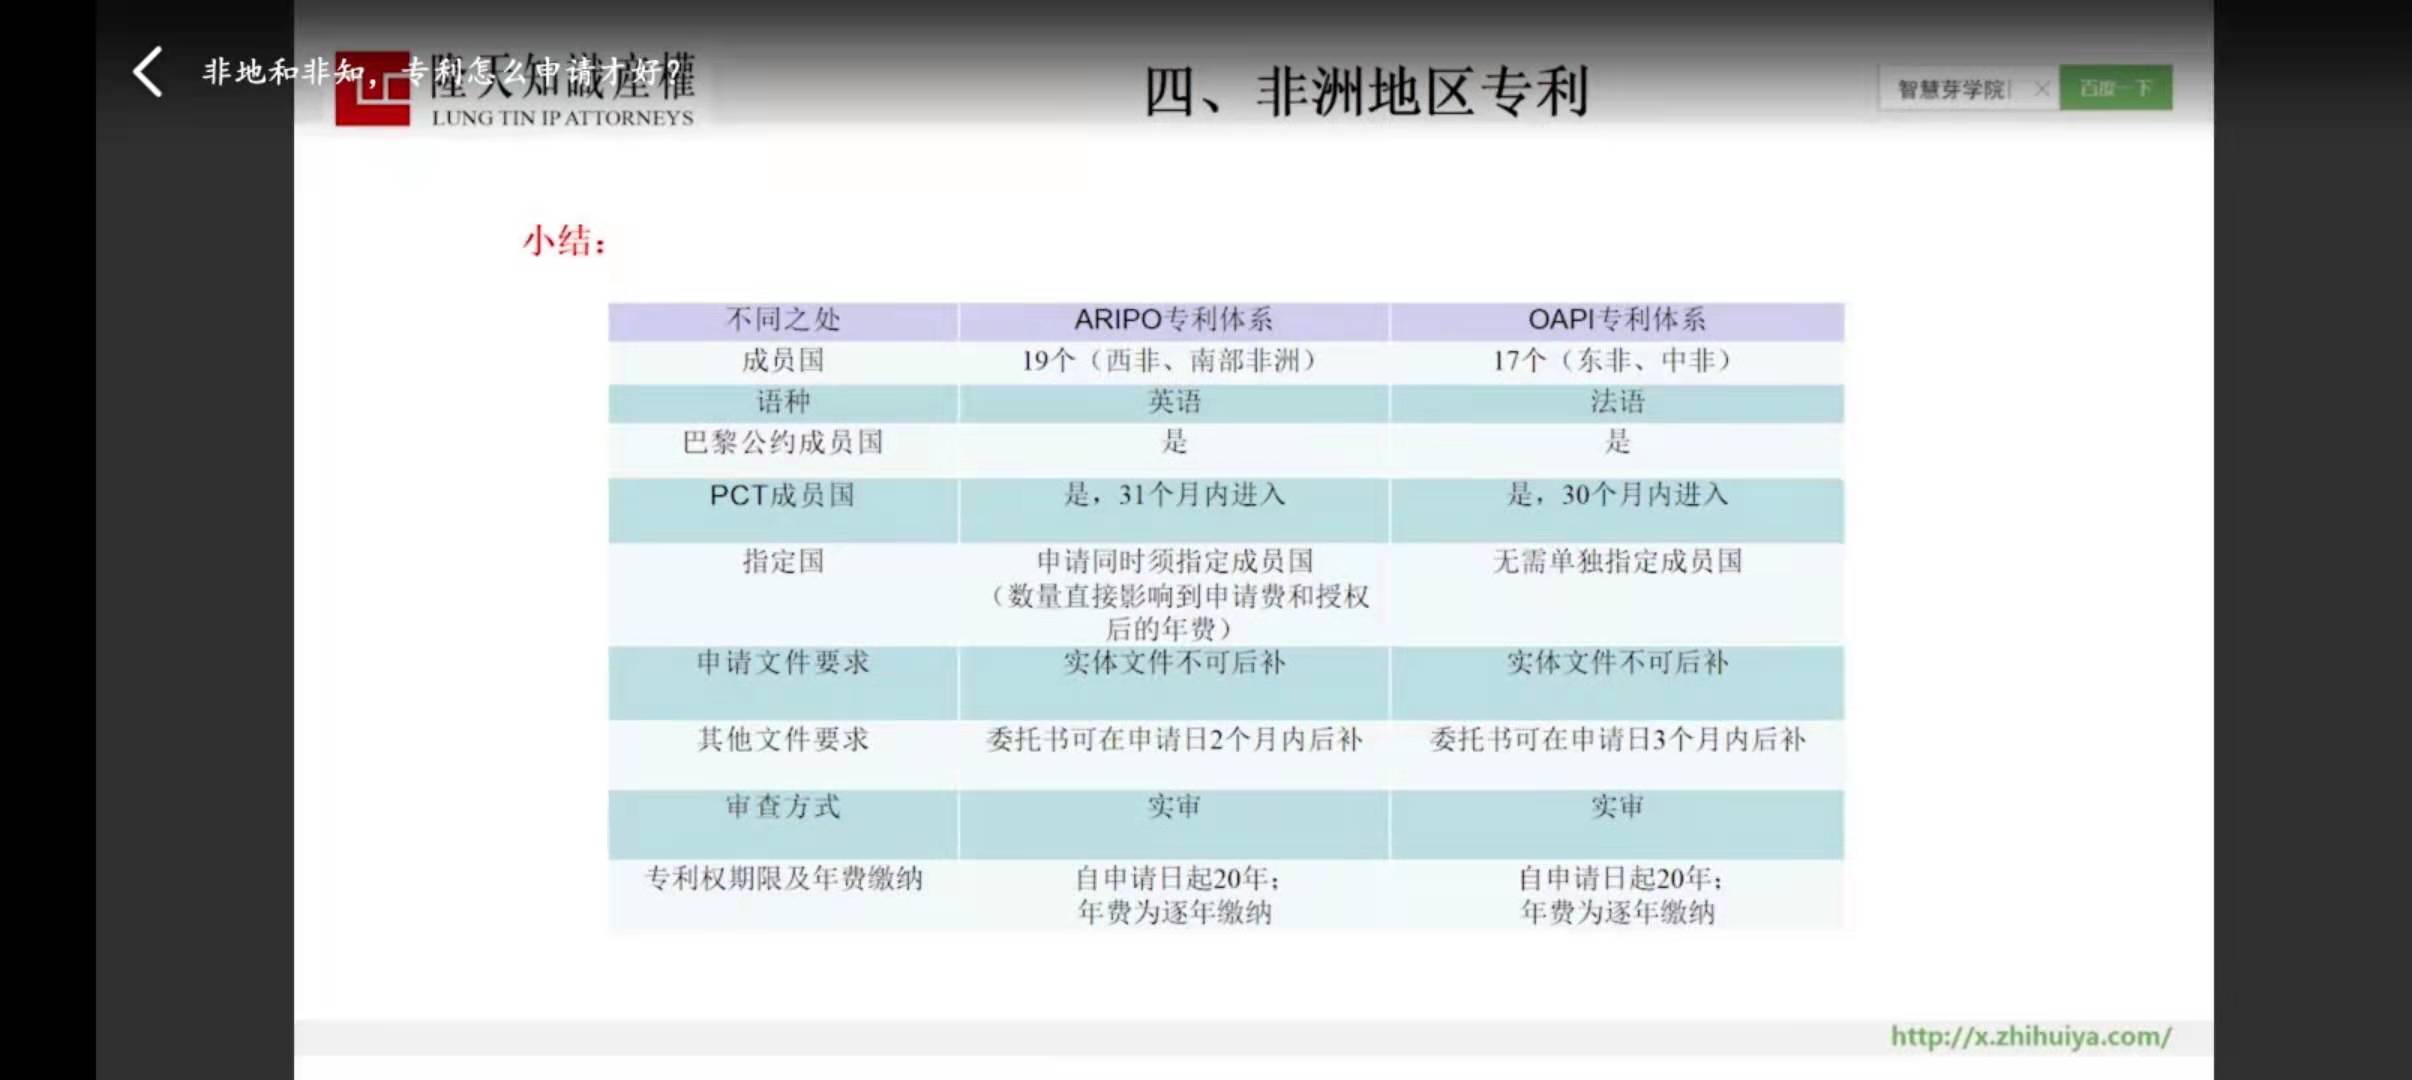 非地和非知，专利怎么申请才好？
隆天知識產權
LUNG TIN IP ATTORNEYS
四、非洲地区专利
智慧芽学院
百度一下
小结：
不同之处 ARIPO专利体系 OAPI专利体系
成员国 19个（西非、南部非洲） 17个（东非、中非）
语种 英语 法语
巴黎公约成员国 是 是
PCT成员国 是，31个月内进入 是，30个月内进入
指定国 申请同时须指定成员国 无需单独指定成员国
（数量直接影响到申请费和授权
后的年费）
申请文件要求 实体文件不可后补 实体文件不可后补
其他文件要求 委托书可在申请日2个月内后补 委托书可在申请日3个月内后补
审查方式 实审 实审
专利权期限及年费缴纳 自申请日起20年； 自申请日起20年；
年费为逐年缴纳 年费为逐年缴纳
http://x.zhihuiya.com/